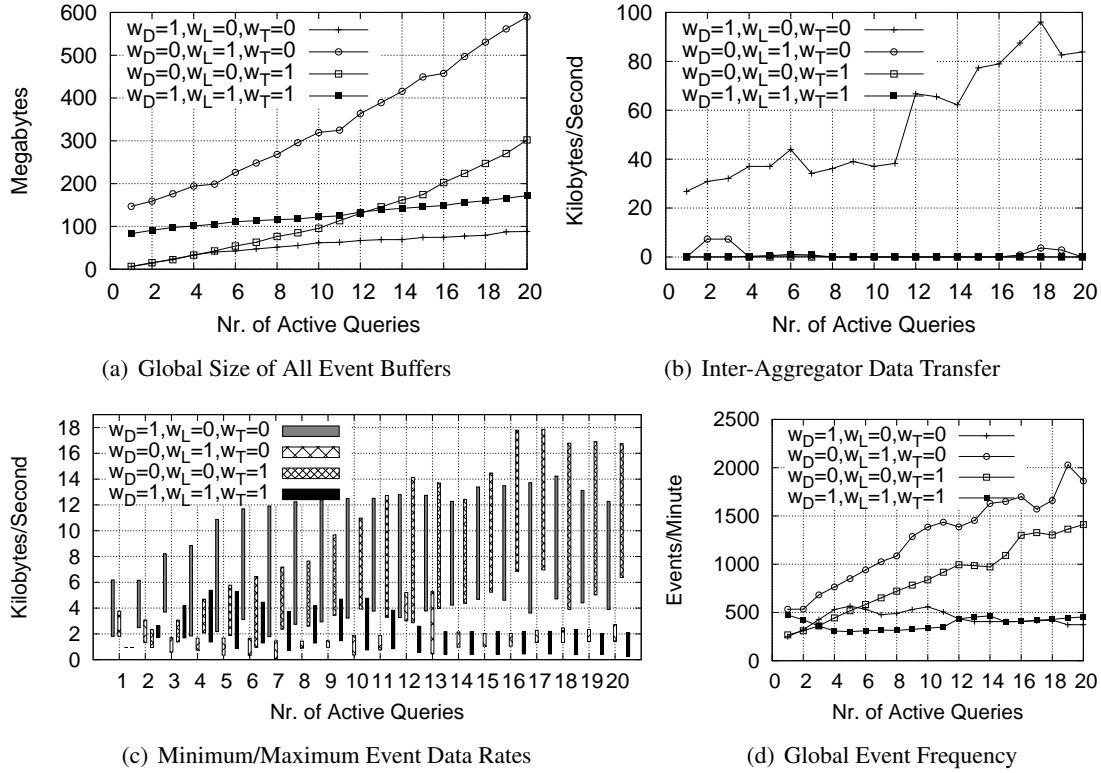 Megabytes
600
500
400
300
200
100
0
w_D=1,w_L=0,w_T=0
w_D=0,w_L=1,w_T=0
w_D=0,w_L=0,w_T=1
w_D=1,w_L=1,w_T=1
0 2 4 6 8 10 12 14 16 18 20
Nr. of Active Queries
(a) Global Size of All Event Buffers
Kilobytes/Second
100
80
60
40
20
0
w_D=1,w_L=0,w_T=0
w_D=0,w_L=1,w_T=0
w_D=0,w_L=0,w_T=1
w_D=1,w_L=1,w_T=1
0 2 4 6 8 10 12 14 16 18 20
Nr. of Active Queries
(b) Inter-Aggregator Data Transfer
Kilobytes/Second
18
16
14
12
10
8
6
4
2
0
w_D=1,w_L=0,w_T=0
w_D=0,w_L=1,w_T=0
w_D=0,w_L=0,w_T=1
w_D=1,w_L=1,w_T=1
1 2 3 4 5 6 7 8 9 10 11 12 13 14 15 16 17 18 19 20
Nr. of Active Queries
(c) Minimum/Maximum Event Data Rates
Events/Minute
2500
2000
1500
1000
500
0
w_D=1,w_L=0,w_T=0
w_D=0,w_L=1,w_T=0
w_D=0,w_L=0,w_T=1
w_D=1,w_L=1,w_T=1
0 2 4 6 8 10 12 14 16 18 20
Nr. of Active Queries
(d) Global Event Frequency